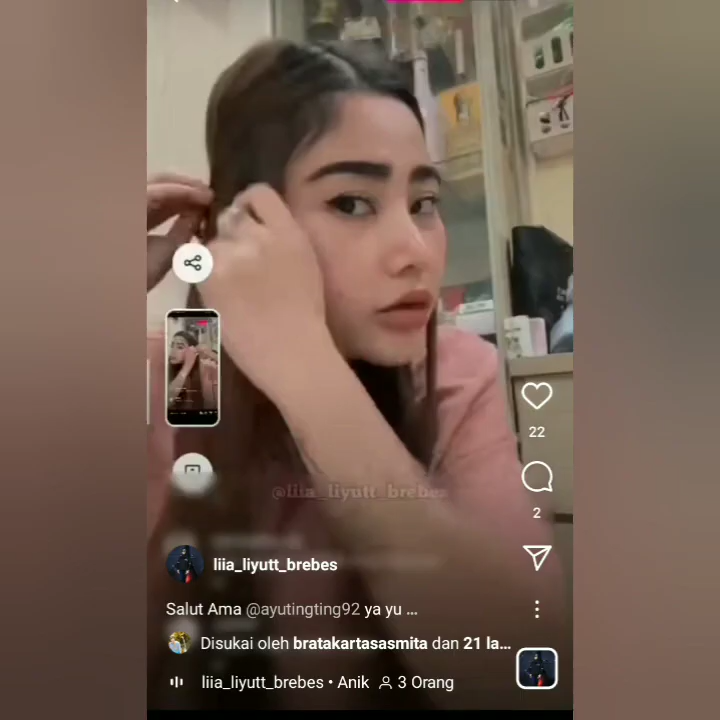 22
@liia_liyutt_brebes
2
liia_liyutt_brebes
Salut Ama @ayutingting92 ya yu ...
Disukai oleh bratakartasasmita dan 21 la...
liia_liyutt_brebes • Anik 3 Orang